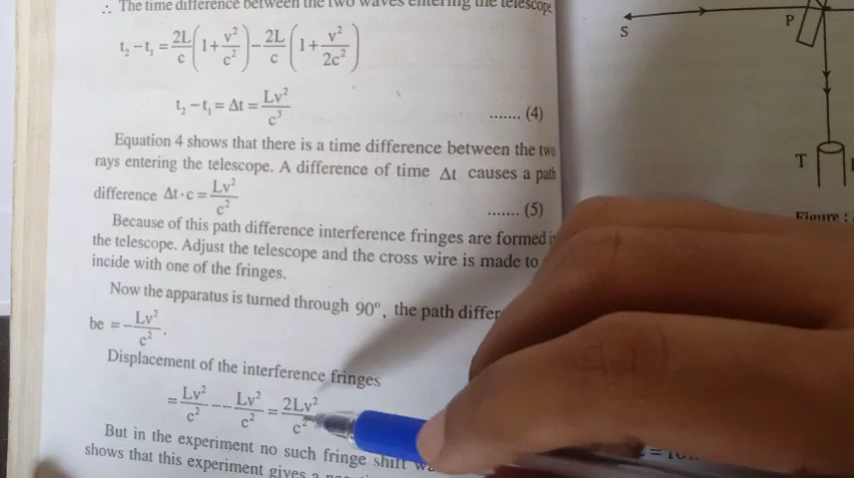 ∴ The time difference between the two waves entering the telescope
t₂ – t₁ = 2L/c (1 + v²/c²) – 2L/c (1 + v²/2c²)
t₂ – t₁ = Δt = Lv²/c³ ....... (4)
Equation 4 shows that there is a time difference between the two
rays entering the telescope. A difference of time Δt causes a path
difference Δt·c = Lv²/c² ....... (5)
Because of this path difference interference fringes are formed
the telescope. Adjust the telescope and the cross wire is made to
incide with one of the fringes.
Now the apparatus is turned through 90°, the path differ
be = –Lv²/c².
Displacement of the interference fringes
= Lv²/c² – –Lv²/c² = 2Lv²/c²
But in the experiment no such fringe shift
shows that this experiment gives a
S
P
T
Figure :